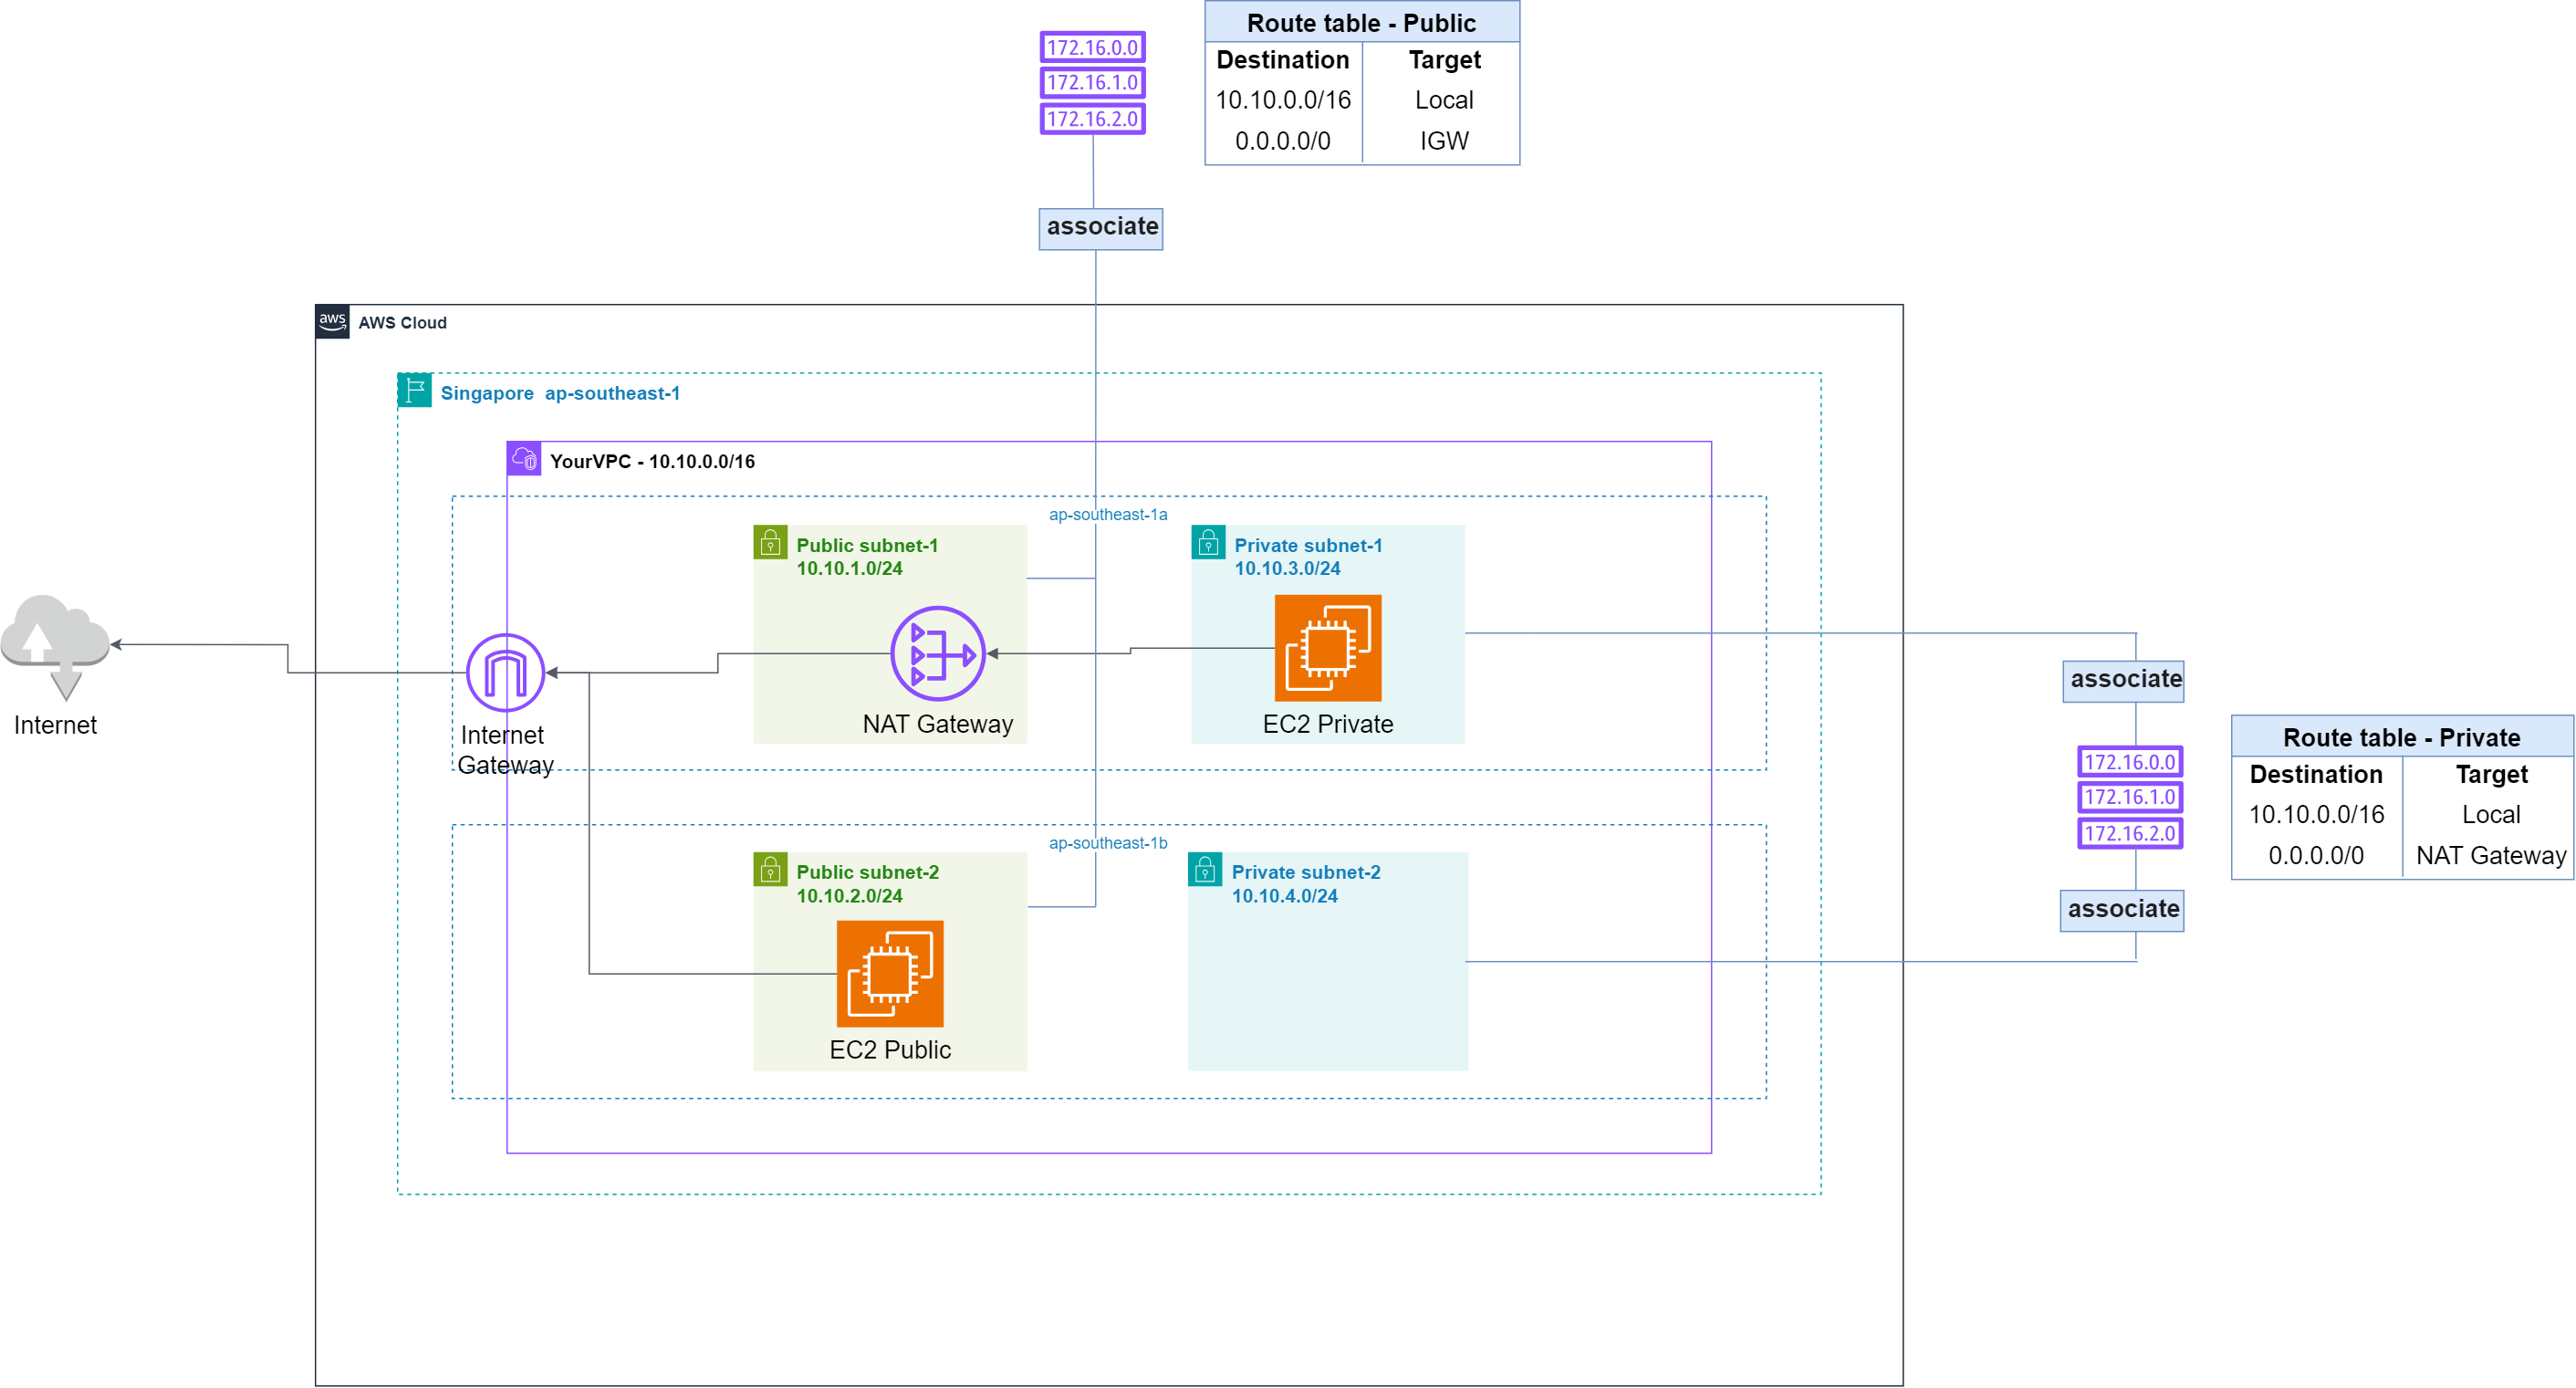 172.16.0.0
172.16.1.0
172.16.2.0
Route table - Public
Destination Target
10.10.0.0/16 Local
0.0.0.0/0 IGW
associate
aws AWS Cloud
Singapore ap-southeast-1
YourVPC - 10.10.0.0/16
ap-southeast-1a
Public subnet-1
10.10.1.0/24
Private subnet-1
10.10.3.0/24
NAT Gateway
EC2 Private
Internet
Internet
Gateway
associate
172.16.0.0
172.16.1.0
172.16.2.0
associate
Route table - Private
Destination Target
10.10.0.0/16 Local
0.0.0.0/0 NAT Gateway
ap-southeast-1b
Public subnet-2
10.10.2.0/24
Private subnet-2
10.10.4.0/24
EC2 Public